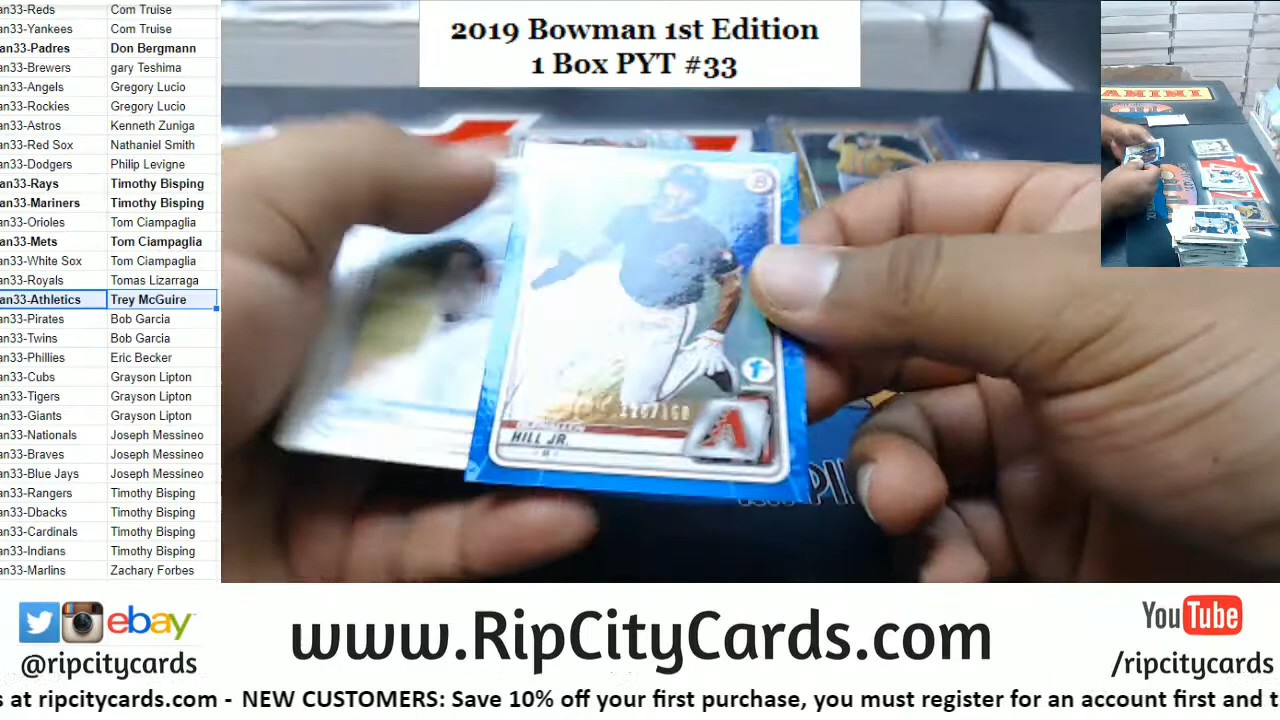 an33-Reds Com Truise
an33-Yankees Com Truise
an33-Padres Don Bergmann
an33-Brewers gary Teshima
an33-Angels Gregory Lucio
an33-Rockies Gregory Lucio
an33-Astros Kenneth Zuniga
an33-Red Sox Nathaniel Smith
an33-Dodgers Philip Levigne
an33-Rays Timothy Bisping
an33-Mariners Timothy Bisping
an33-Orioles Tom Ciampaglia
an33-Mets Tom Ciampaglia
an33-White Sox Tom Ciampaglia
an33-Royals Tomas Lizarraga
an33-Athletics Trey McGuire
an33-Pirates Bob Garcia
an33-Twins Bob Garcia
an33-Phillies Eric Becker
an33-Cubs Grayson Lipton
an33-Tigers Grayson Lipton
an33-Giants Grayson Lipton
an33-Nationals Joseph Messineo
an33-Braves Joseph Messineo
an33-Blue Jays Joseph Messineo
an33-Rangers Timothy Bisping
an33-Dbacks Timothy Bisping
an33-Cardinals Timothy Bisping
an33-Indians Timothy Bisping
an33-Marlins Zachary Forbes
2019 Bowman 1st Edition
1 Box PYT #33
B
1st
HILL JR.
A
PANINI
ebay
@ripcitycards
www.RipCityCards.com
YouTube
/ripcitycards
s at ripcitycards.com - NEW CUSTOMERS: Save 10% off your first purchase, you must register for an account first and t